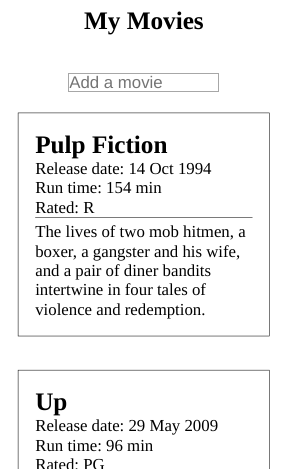 My Movies
Add a movie
Pulp Fiction
Release date: 14 Oct 1994
Run time: 154 min
Rated: R
The lives of two mob hitmen, a
boxer, a gangster and his wife,
and a pair of diner bandits
intertwine in four tales of
violence and redemption.
Up
Release date: 29 May 2009
Run time: 96 min
Rated: PG